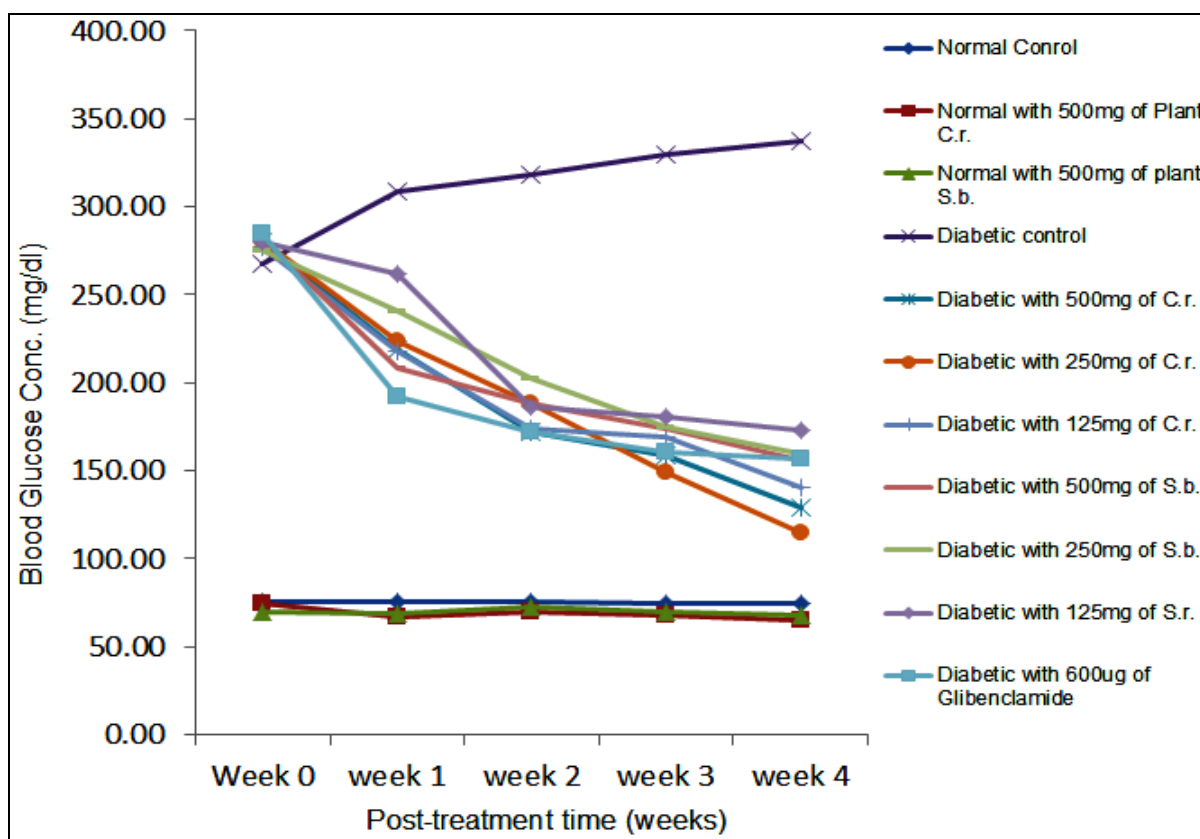 400.00
350.00
300.00
250.00
200.00
150.00
100.00
50.00
0.00
Blood Glucose Conc. (mg/dl)
Week 0 week 1 week 2 week 3 week 4
Post-treatment time (weeks)
Normal Conrol
Normal with 500mg of Plant
C.r.
Normal with 500mg of plant
S.b.
Diabetic control
Diabetic with 500mg of C.r.
Diabetic with 250mg of C.r.
Diabetic with 125mg of C.r.
Diabetic with 500mg of S.b.
Diabetic with 250mg of S.b.
Diabetic with 125mg of S.r.
Diabetic with 600ug of
Glibenclamide